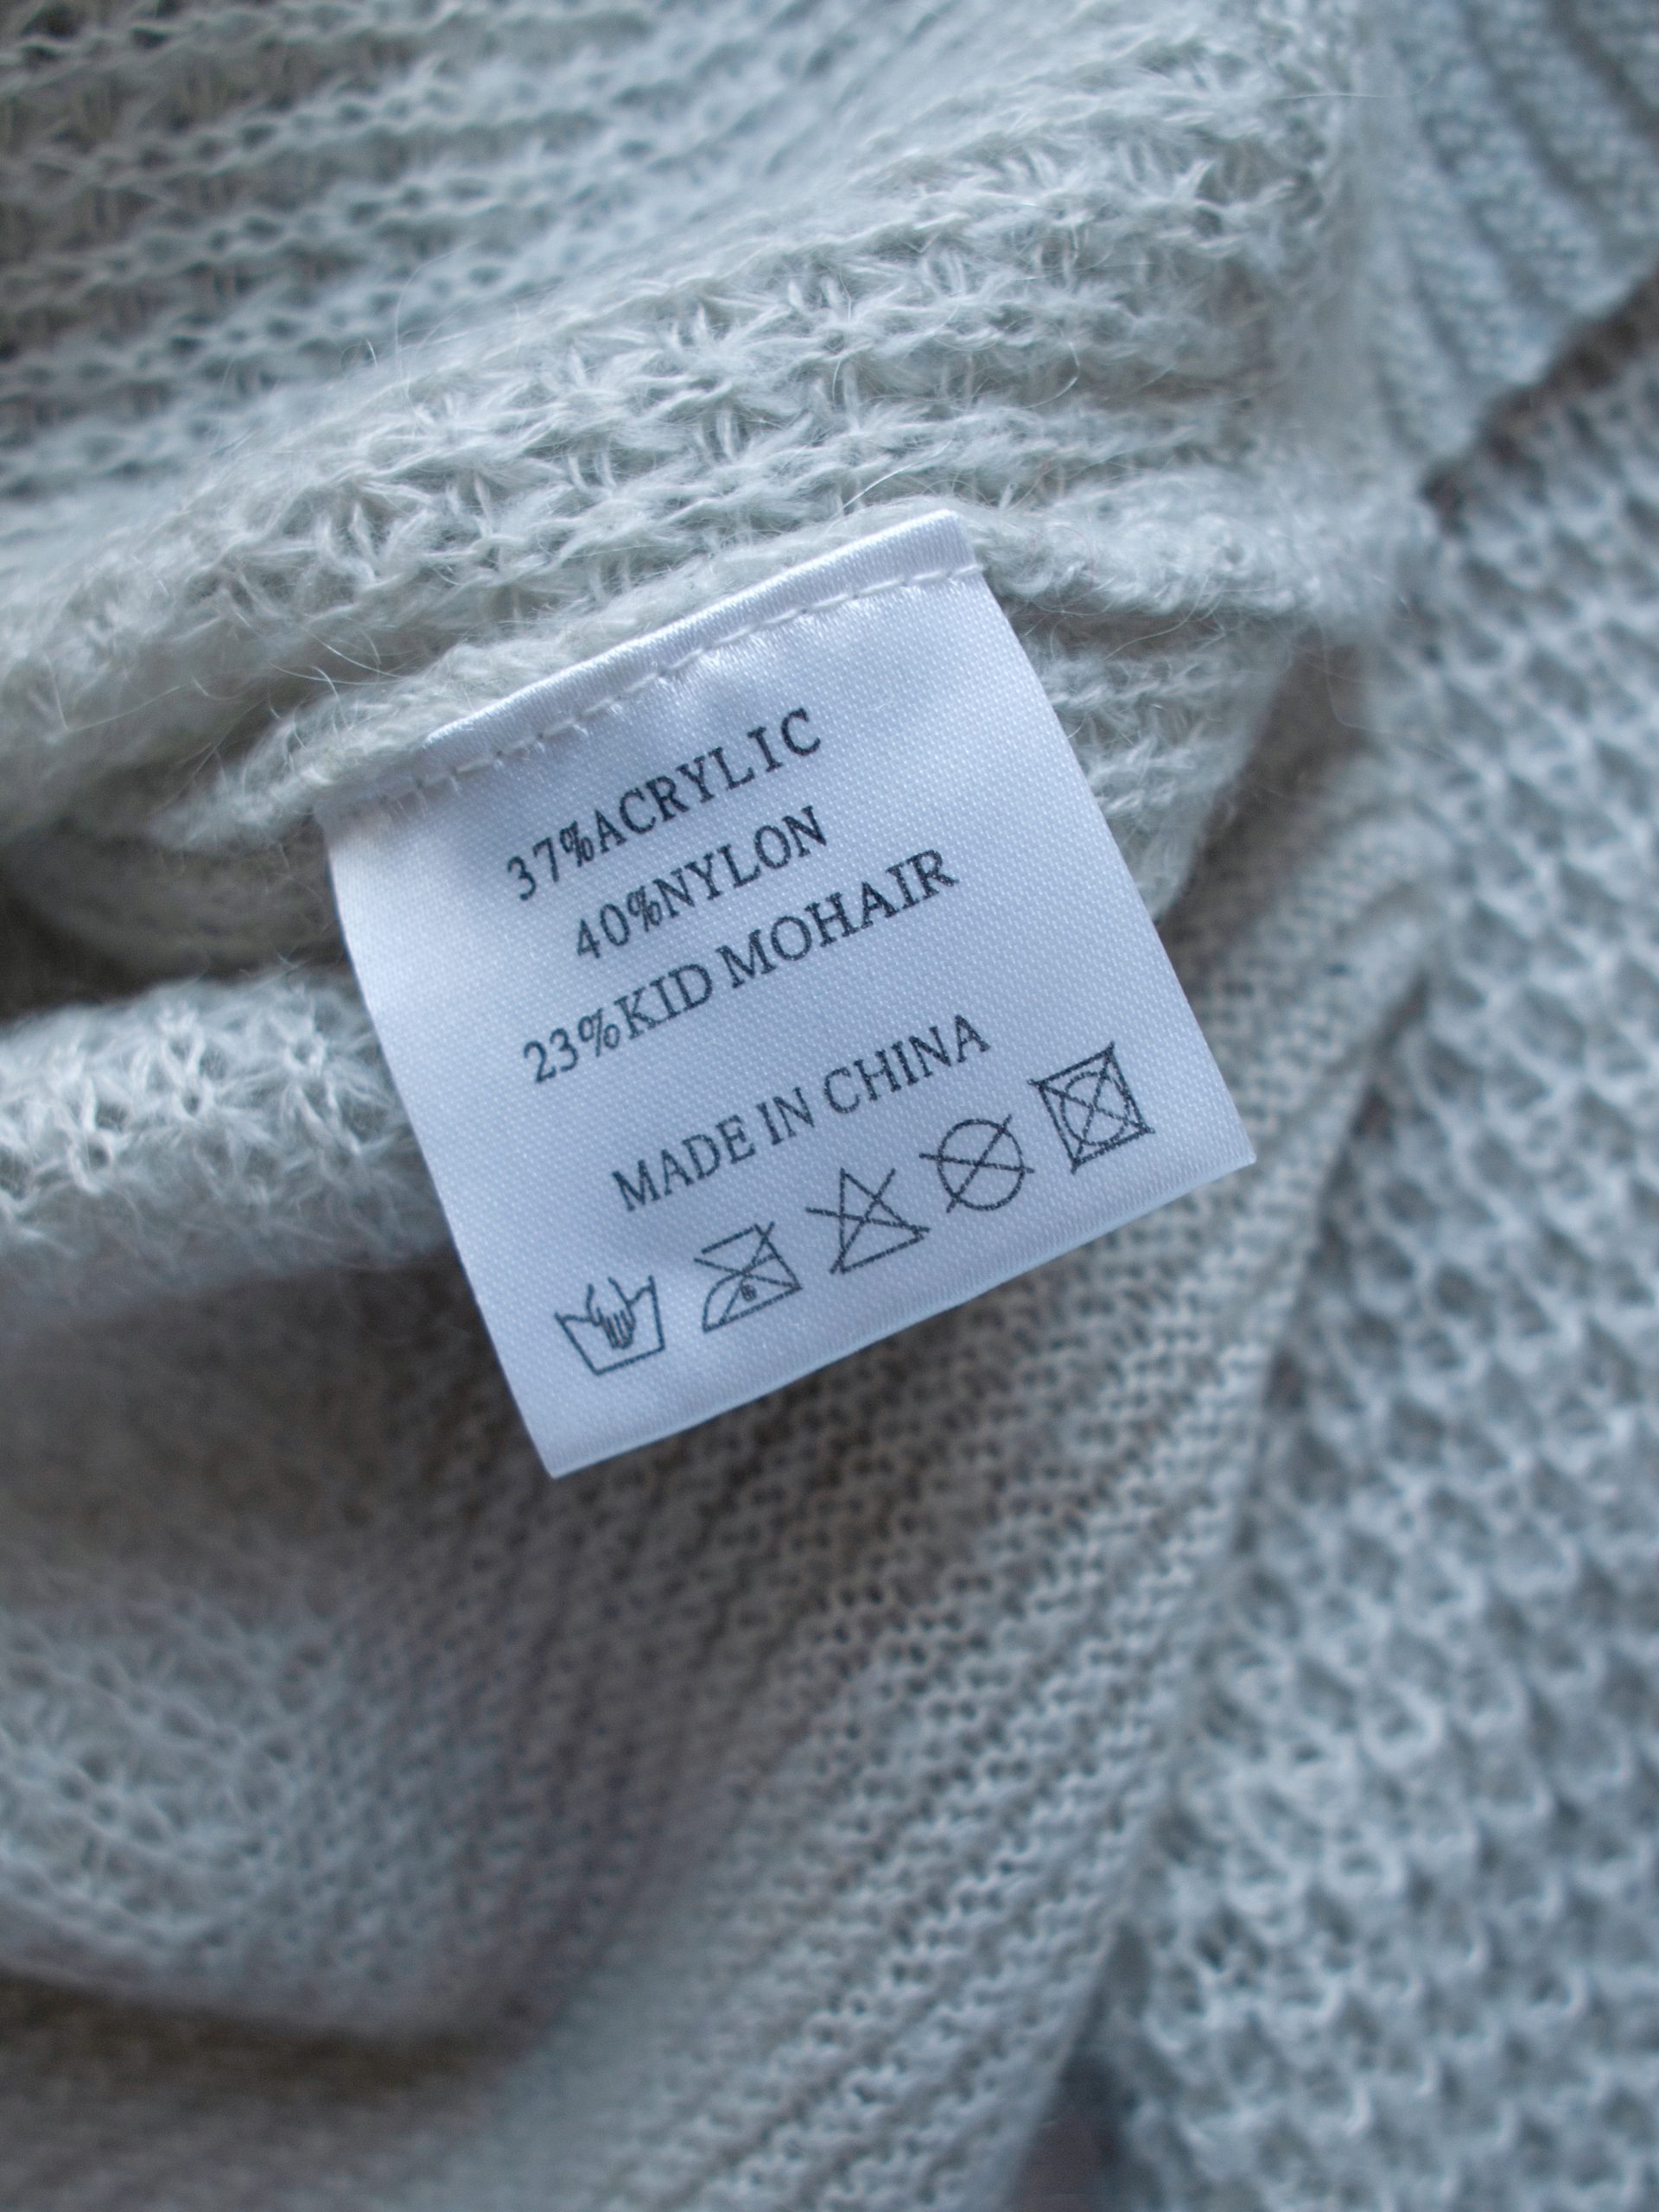 37%ACRYLIC
40%NYLON
23%KID MOHAIR
MADE IN CHINA